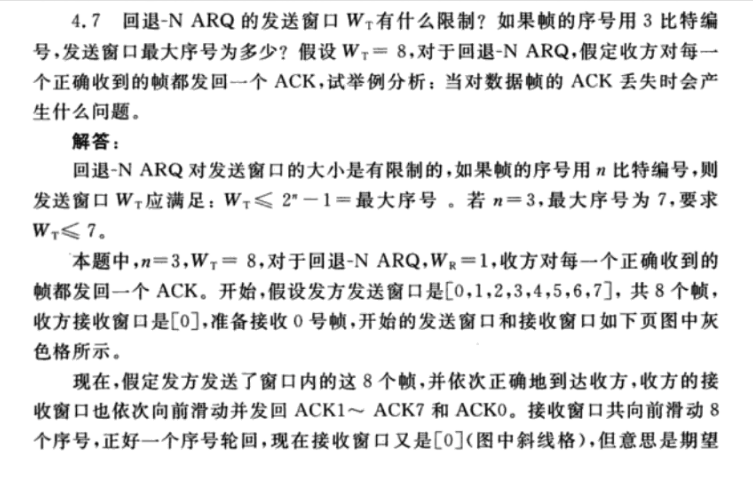 4.7 回退-N ARQ 的发送窗口 W_T 有什么限制？如果帧的序号用 3 比特编
号，发送窗口最大序号为多少？假设 W_T = 8，对于回退-N ARQ，假定收方对每一
个正确收到的帧都发回一个 ACK，试举例分析：当对数据帧的 ACK 丢失时会产
生什么问题。
解答：
回退-N ARQ 对发送窗口的大小是有限制的，如果帧的序号用 n 比特编号，则
发送窗口 W_T 应满足：W_T ≤ 2ⁿ－1＝最大序号 。若 n＝3，最大序号为 7，要求
W_T ≤ 7。
本题中，n＝3，W_T = 8，对于回退-N ARQ，W_R＝1，收方对每一个正确收到的
帧都发回一个 ACK。开始，假设发方发送窗口是[0,1,2,3,4,5,6,7]，共 8 个帧，
收方接收窗口是[0]，准备接收 0 号帧，开始的发送窗口和接收窗口如下页图中灰
色格所示。
现在，假定发方发送了窗口内的这 8 个帧，并依次正确地到达收方，收方的接
收窗口也依次向前滑动并发回 ACK1～ ACK7 和 ACK0。接收窗口共向前滑动 8
个序号，正好一个序号轮回，现在接收窗口又是[0]（图中斜线格），但意思是期望